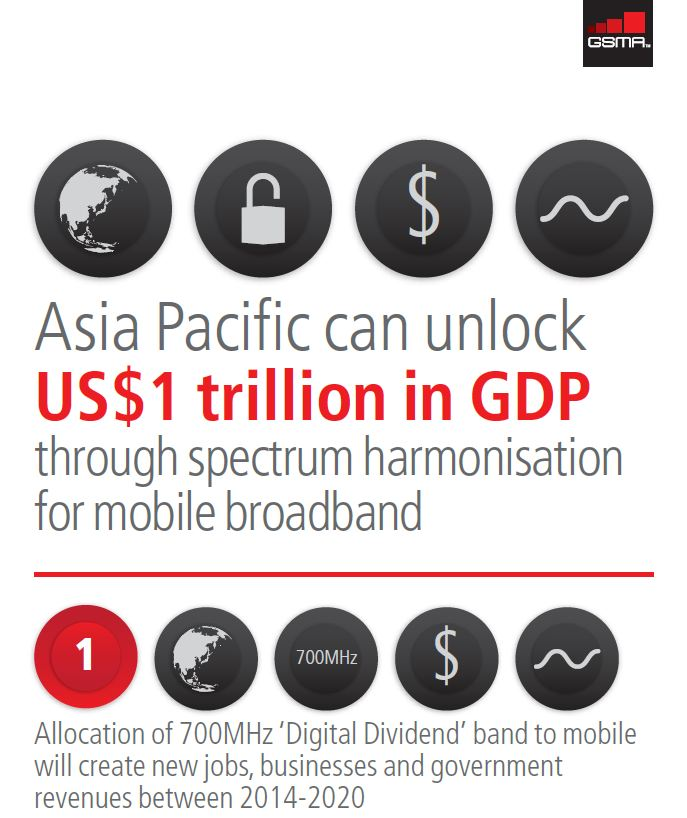 GSMA™
$
Asia Pacific can unlock
US$1 trillion in GDP
through spectrum harmonisation
for mobile broadband
1
700MHz
$
Allocation of 700MHz ‘Digital Dividend’ band to mobile
will create new jobs, businesses and government
revenues between 2014-2020